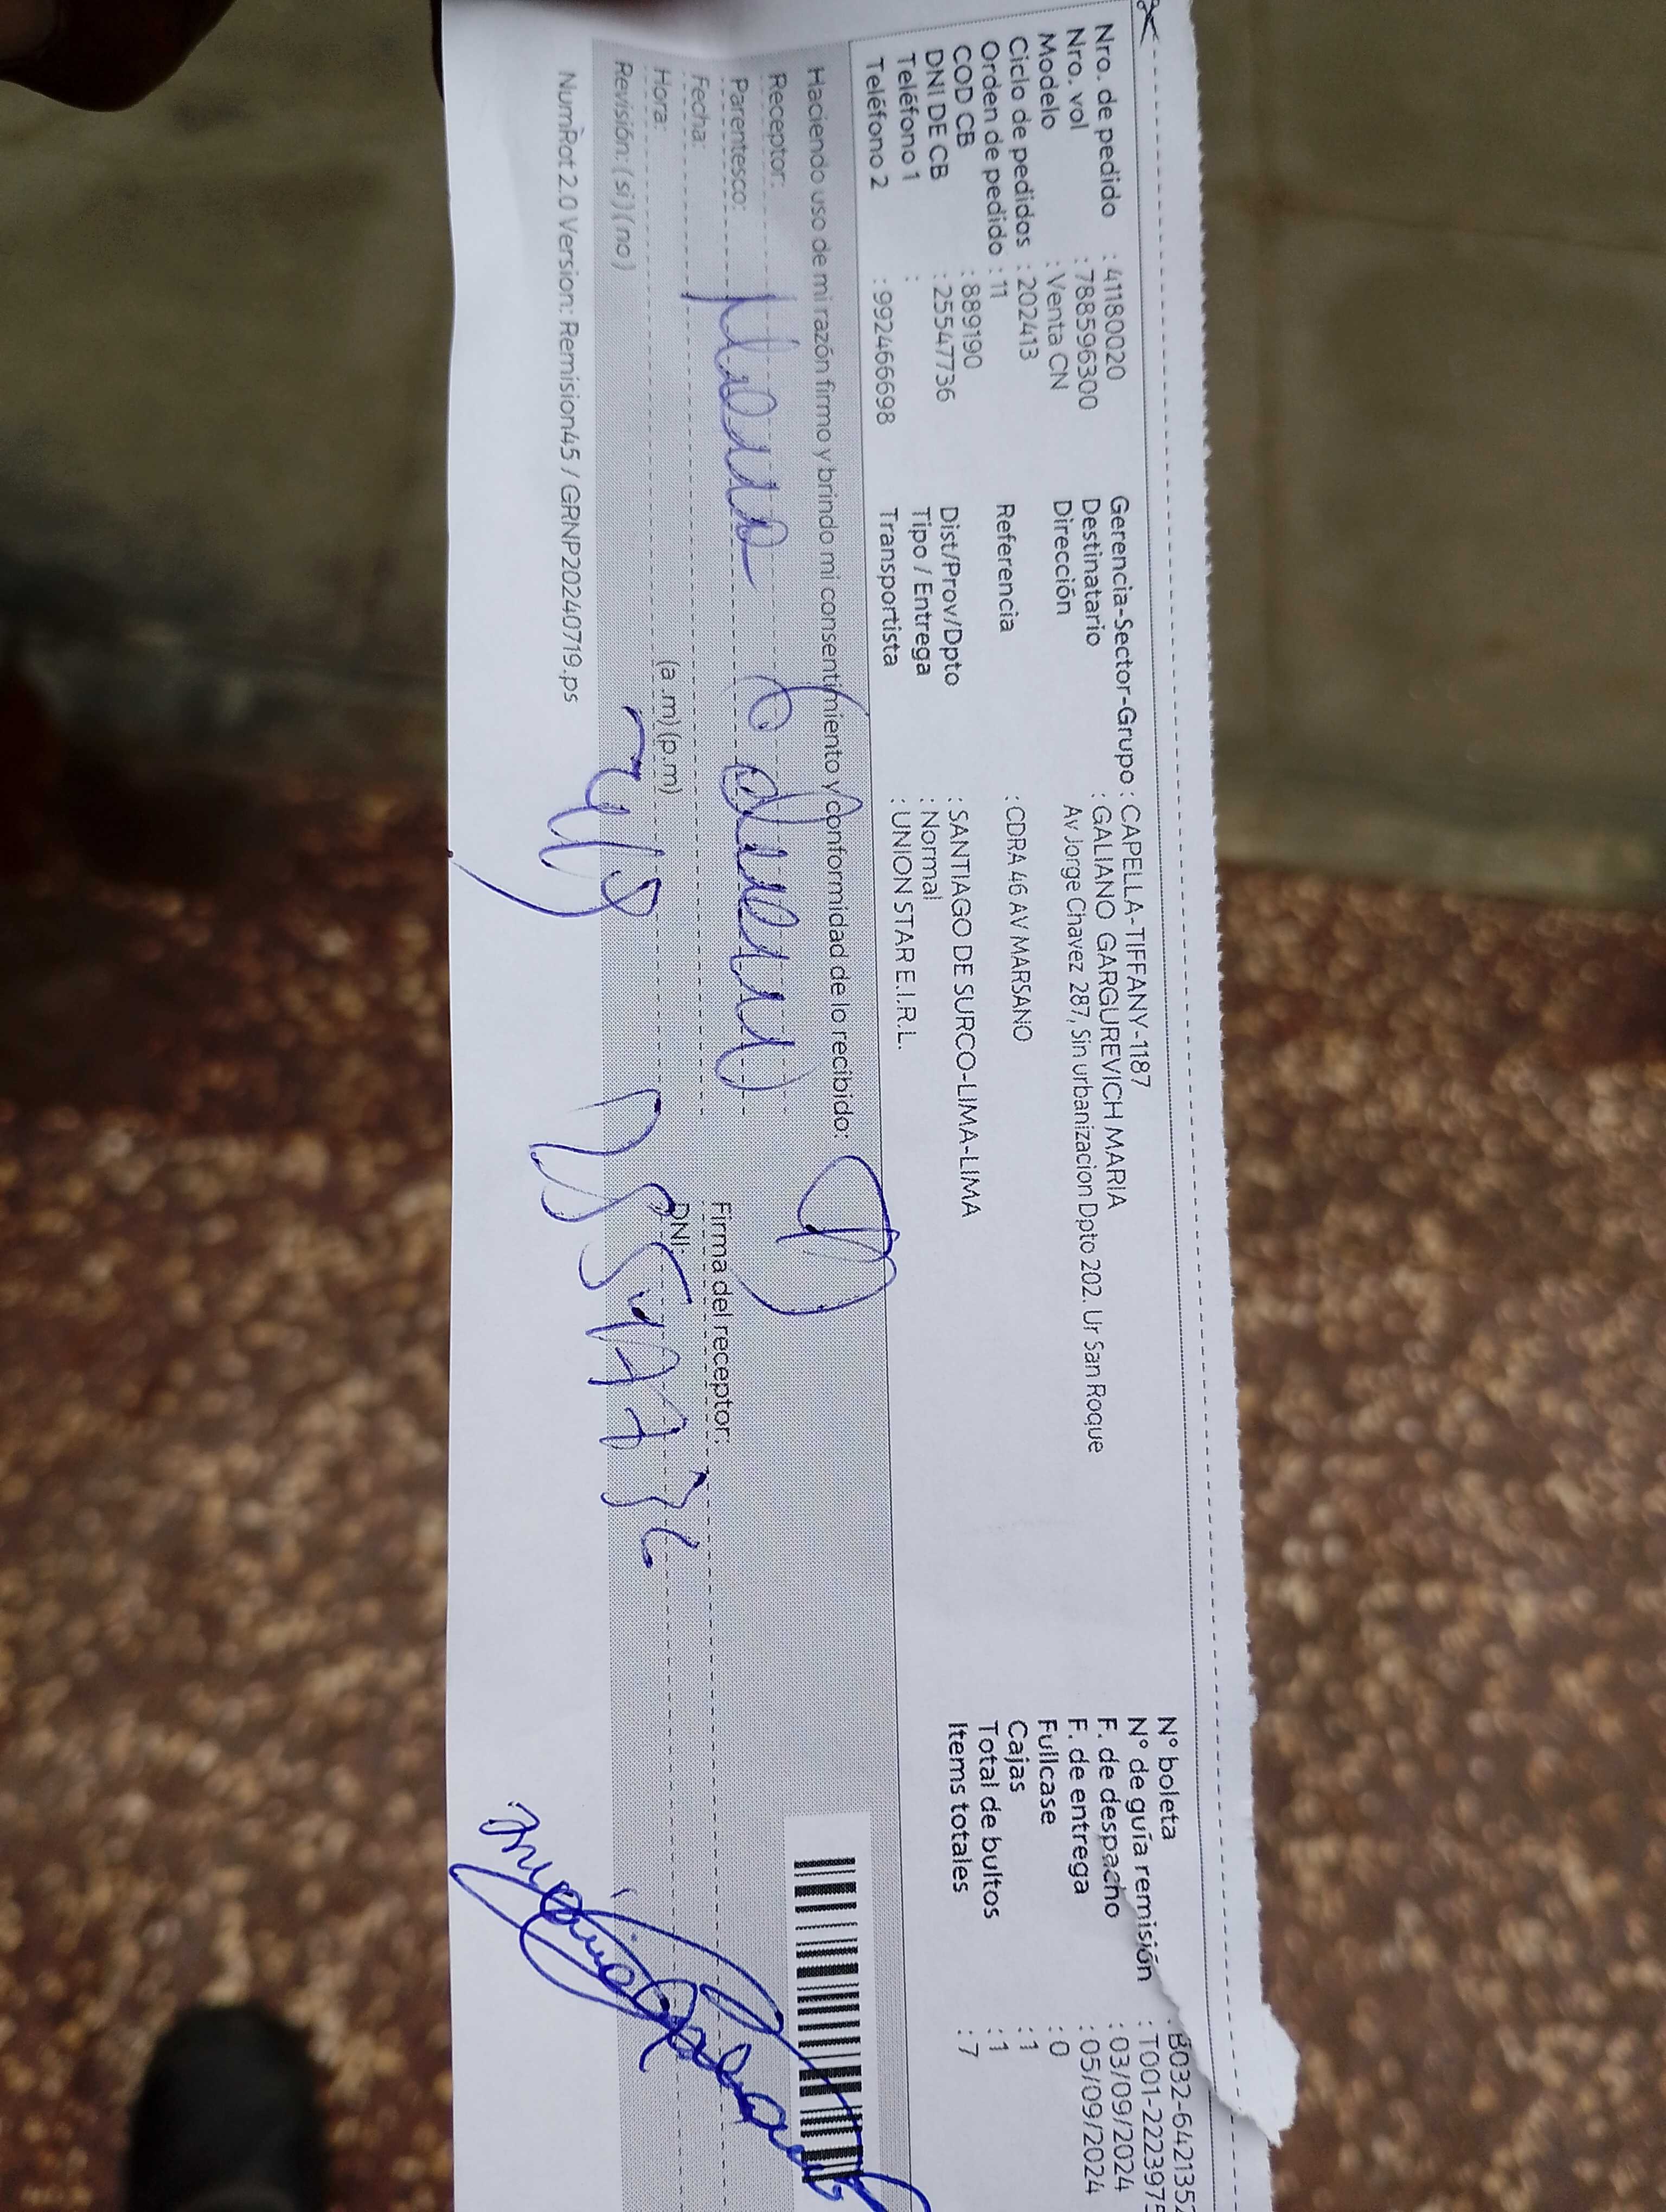 Nro. de pedido : 41180020
Nro. vol : 788596300
Modelo : Venta CN
Ciclo de pedidos : 202413
Orden de pedido : 11
COD CB : 889190
DNI DE CB : 25547736
Teléfono 1 :
Teléfono 2 : 992466698
Gerencia-Sector-Grupo : CAPELLA-TIFFANY-1187
Destinatario : GALIANO GARGUREVICH MARIA
Dirección Av Jorge Chavez 287, Sin urbanizacion Dpto 202. Ur San Roque
Referencia : CDRA 46 AV MARSANO
Dist/Prov/Dpto : SANTIAGO DE SURCO-LIMA-LIMA
Tipo / Entrega : Normal
Transportista : UNION STAR E.I.R.L.
N° boleta : B032-6421352
N° de guía remisión : T001-222397
F. de despacho : 03/09/2024
F. de entrega : 05/09/2024
Fullcase : 0
Cajas : 1
Total de bultos : 1
Items totales : 7
Haciendo uso de mi razón firmo y brindo mi consentimiento y conformidad de lo recibido:
Receptor:
Parentesco:
Fecha:
Hora: (a .m) (p.m)
Revisión: ( si ) ( no )
Firma del receptor:
DNI: 25547736
NumRot 2.0 Version: Remision45 / GRNP20240719.ps